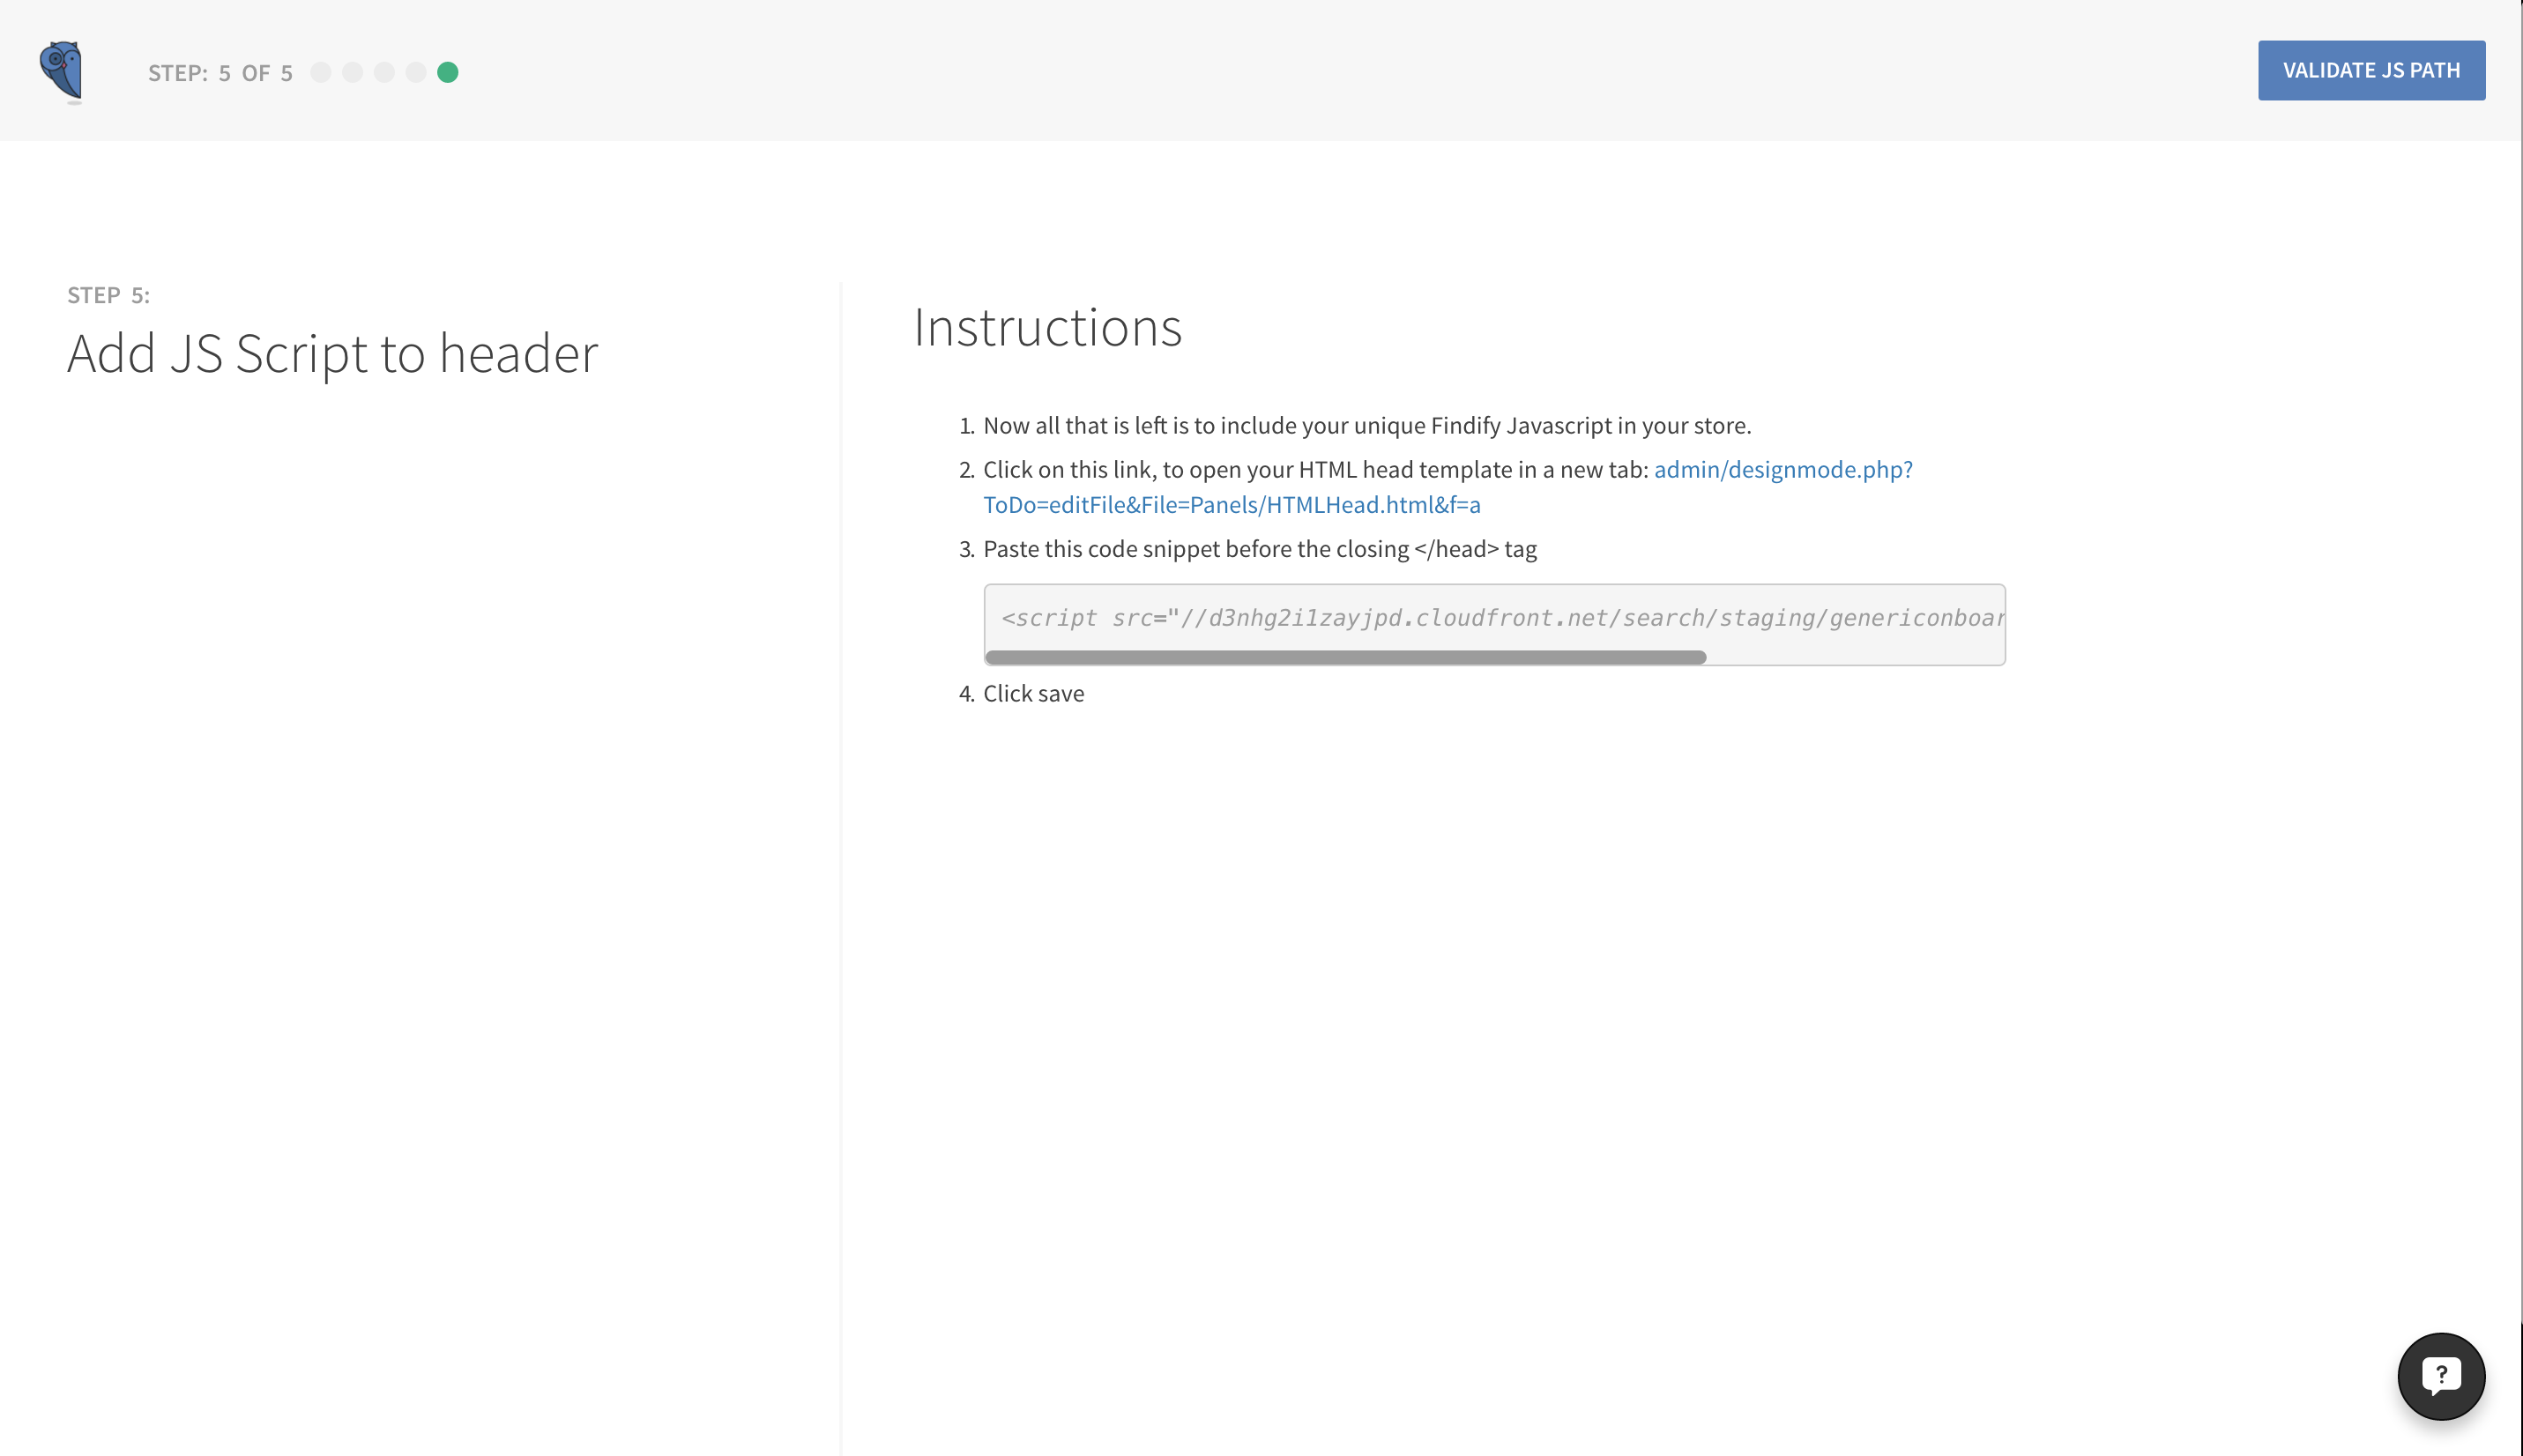 STEP: 5 OF 5
VALIDATE JS PATH
STEP 5:
Add JS Script to header
Instructions
1. Now all that is left is to include your unique Findify Javascript in your store.
2. Click on this link, to open your HTML head template in a new tab: admin/designmode.php?
ToDo=editFile&File=Panels/HTMLHead.html&f=a
3. Paste this code snippet before the closing </head> tag
<script src="//d3nhg2i1zayjpd.cloudfront.net/search/staging/genericonboar
4. Click save
?